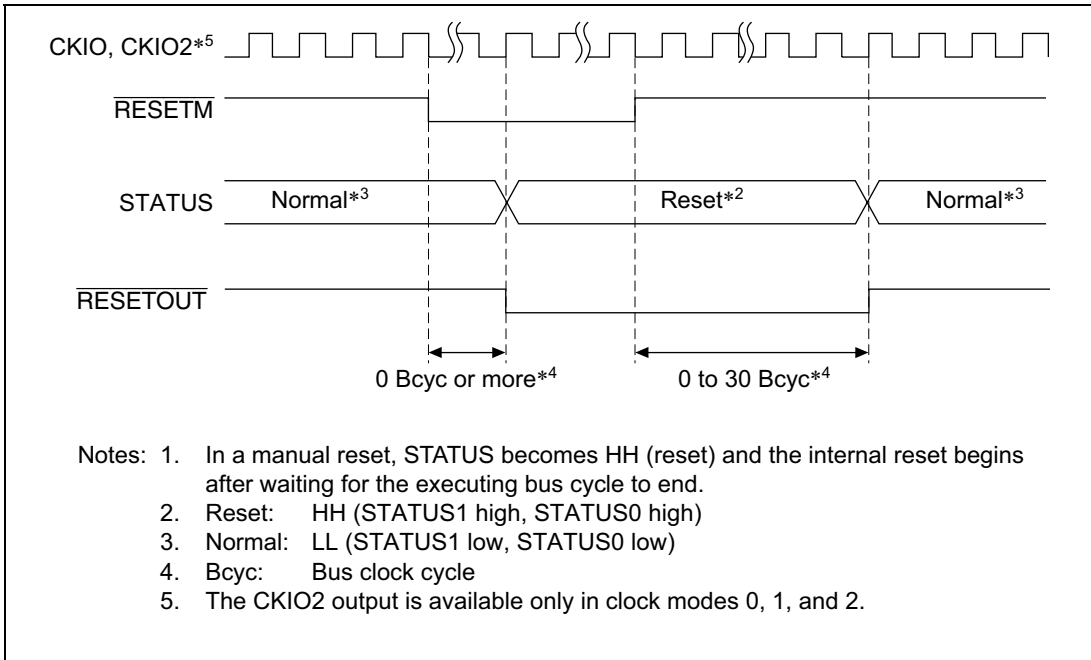 CKIO, CKIO2*5
RESETM
STATUS Normal*3 Reset*2 Normal*3
RESETOUT
0 Bcyc or more*4 0 to 30 Bcyc*4
Notes: 1. In a manual reset, STATUS becomes HH (reset) and the internal reset begins
after waiting for the executing bus cycle to end.
2. Reset: HH (STATUS1 high, STATUS0 high)
3. Normal: LL (STATUS1 low, STATUS0 low)
4. Bcyc: Bus clock cycle
5. The CKIO2 output is available only in clock modes 0, 1, and 2.